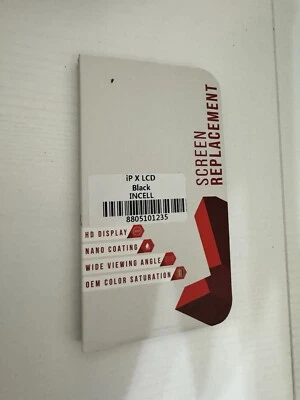 SCREEN
REPLACEMENT
iP X LCD
Black
INCELL
8805101235
HD DISPLAY
NANO COATING
WIDE VIEWING ANGLE
OEM COLOR SATURATION